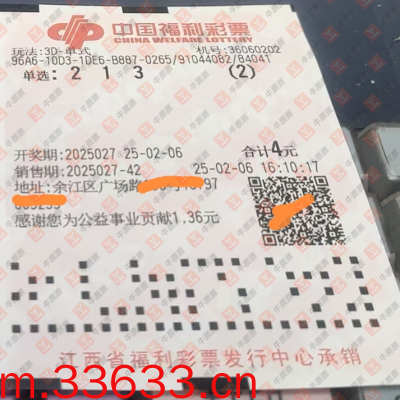 中国福利彩票
CHINA WELFARE LOTTERY
玩法:3D-单式 机号:36060202
96A6-10D3-1DE6-B887-0265/91044082/84041
单选: 2 1 3 (2)
开奖期:2025027 25-02-06 合计4元
销售期:2025027-42 25-02-06 16:10:17
地址:余江区广场路 97
感谢您为公益事业贡献1.36元
江西省福利彩票发行中心承销
m.33633.cn